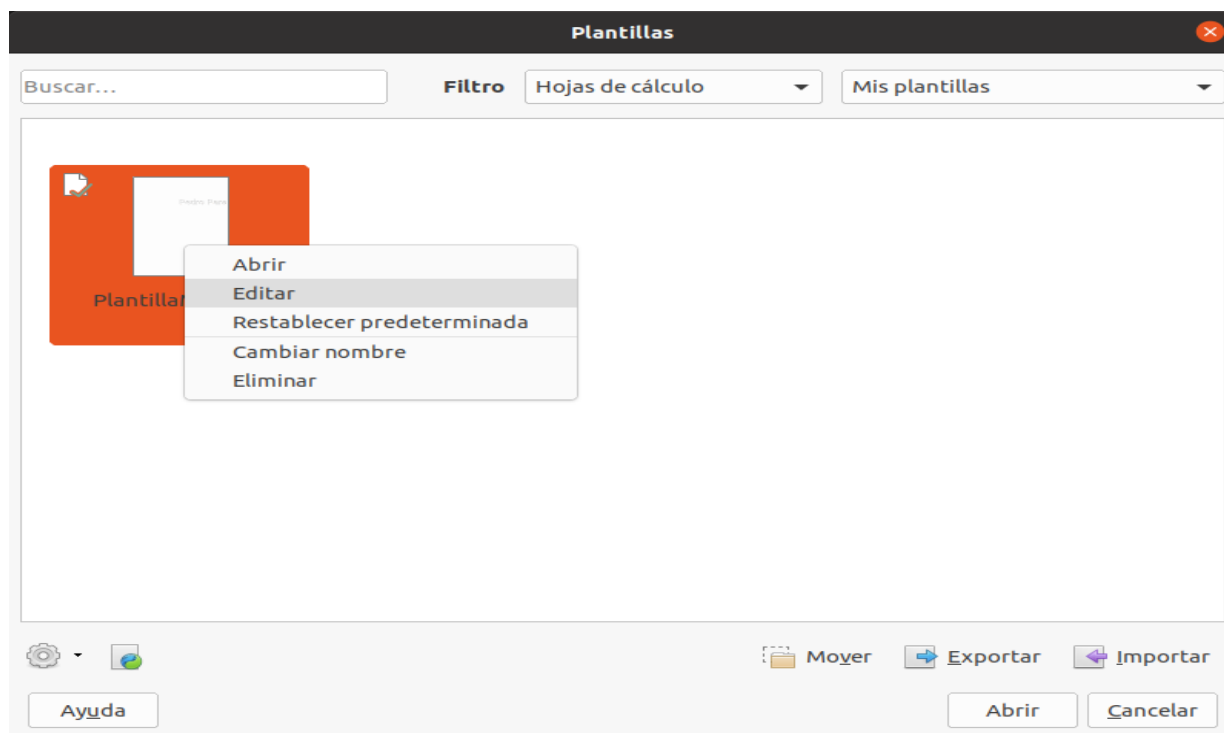 Plantillas
Buscar...
Filtro
Hojas de cálculo
Mis plantillas
Abrir
Editar
Restablecer predeterminada
Cambiar nombre
Eliminar
Mover
Exportar
Importar
Ayuda
Abrir
Cancelar